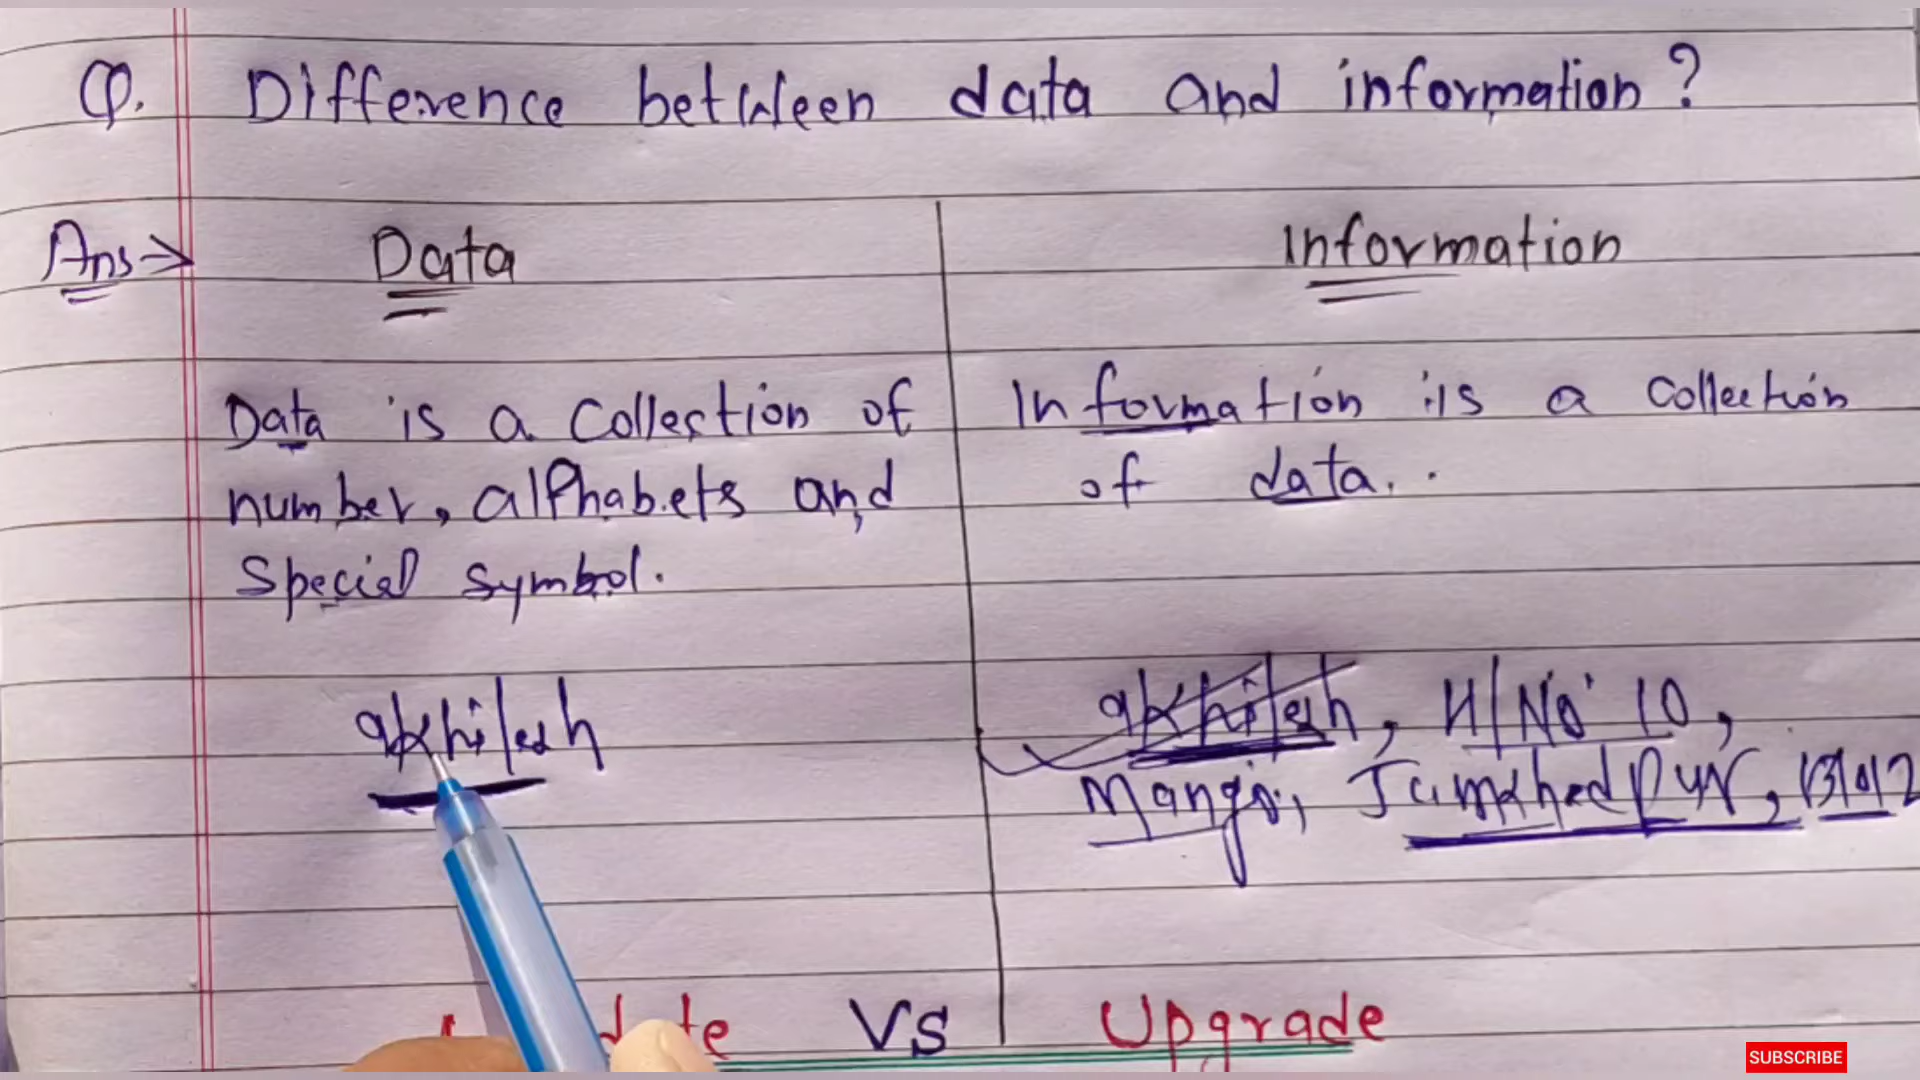 Q. Difference between data and information?
Ans→ Data
Data is a Collection of
number, alphabets and
Special Symbol.
akhilesh
Information
Information is a Collection
of data.
akhilesh, H/No 10,
Mango, Jamshedpur,
VS Upgrade
SUBSCRIBE